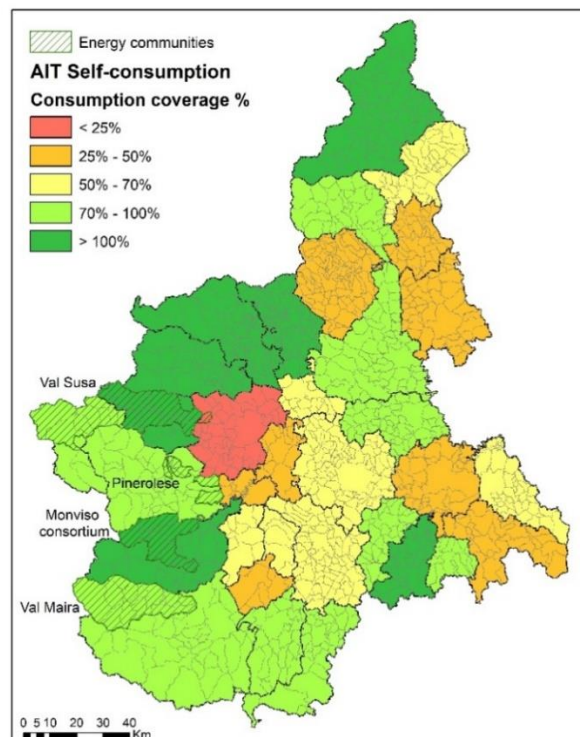 Energy communities
AIT Self-consumption
Consumption coverage %
< 25%
25% - 50%
50% - 70%
70% - 100%
> 100%
Val Susa
Pinerolese
Monviso
consortium
Val Maira
0 5 10 20 30 40
Km